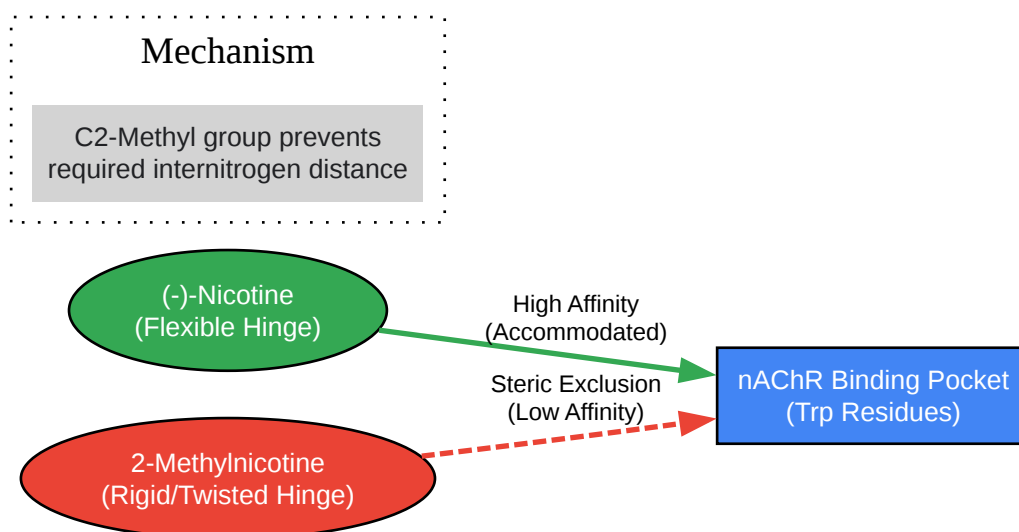 Mechanism
C2-Methyl group prevents
required internitrogen distance
(-)-Nicotine
(Flexible Hinge)
High Affinity
(Accommodated)
Steric Exclusion
(Low Affinity)
nAChR Binding Pocket
(Trp Residues)
2-Methylnicotine
(Rigid/Twisted Hinge)